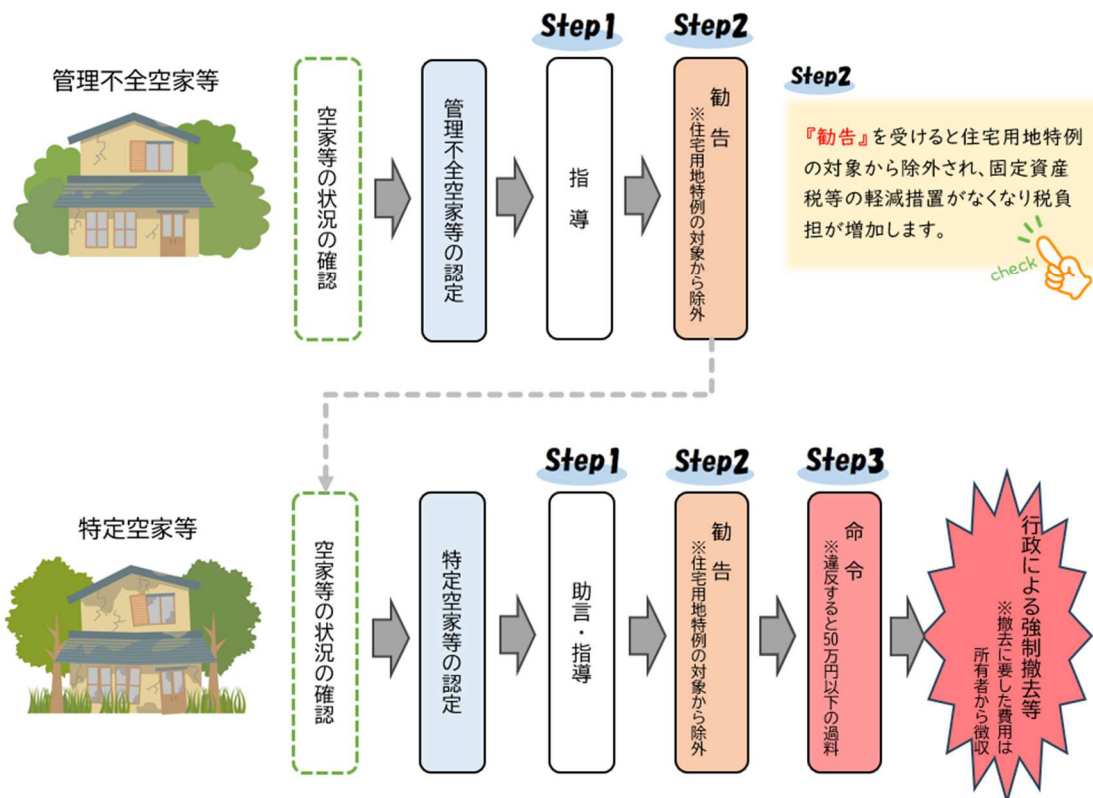 管理不全空家等
空家等の状況の確認
管理不全空家等の認定
Step1
指導
Step2
勧告
※住宅用地特例の対象から除外
Step2
『勧告』を受けると住宅用地特例
の対象から除外され、固定資産
税等の軽減措置がなくなり税負
担が増加します。
check
特定空家等
空家等の状況の確認
特定空家等の認定
Step1
助言・指導
Step2
勧告
※住宅用地特例の対象から除外
Step3
命令
※違反すると50万円以下の過料
行政による強制撤去等
※撤去に要した費用は
所有者から徴収